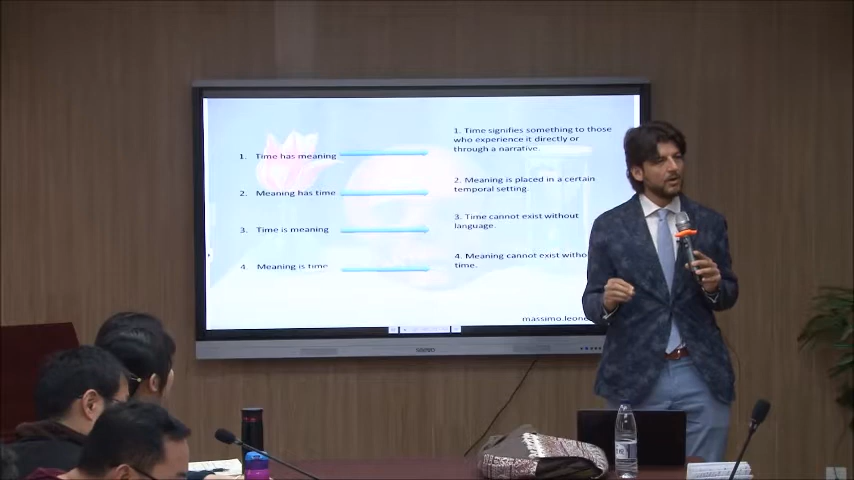 1. Time has meaning
2. Meaning has time
3. Time is meaning
4. Meaning is time
1. Time signifies something to those
who experience it directly or
through a narrative.
2. Meaning is placed in a certain
temporal setting.
3. Time cannot exist without
language.
4. Meaning cannot exist witho
time.
massimo.leone